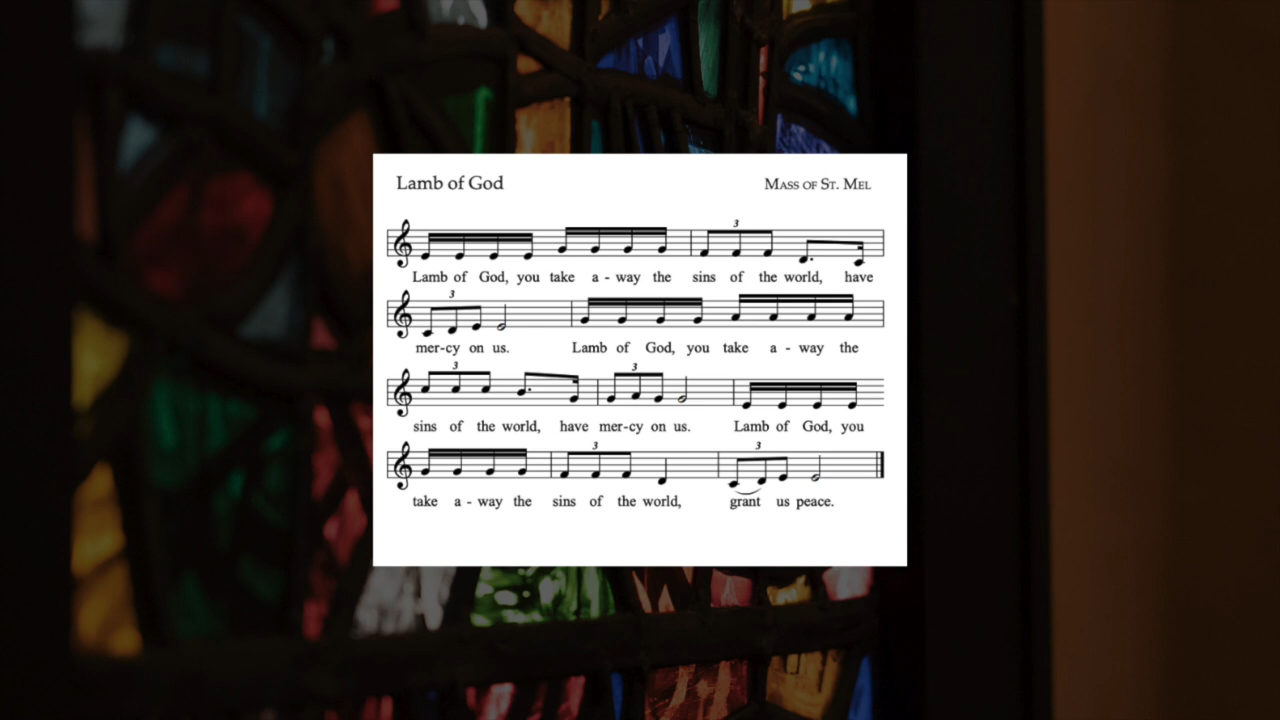 Lamb of God
MASS OF ST. MEL
3
Lamb of God, you take a - way the sins of the world, have
3
mer-cy on us. Lamb of God, you take a - way the
3 3
sins of the world, have mer-cy on us. Lamb of God, you
3 3
take a - way the sins of the world, grant us peace.